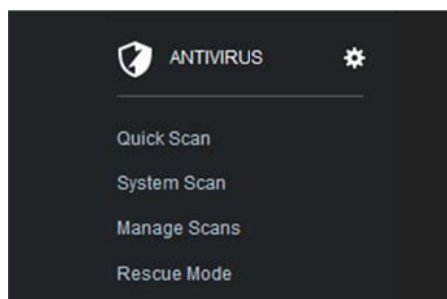 ANTIVIRUS
Quick Scan
System Scan
Manage Scans
Rescue Mode